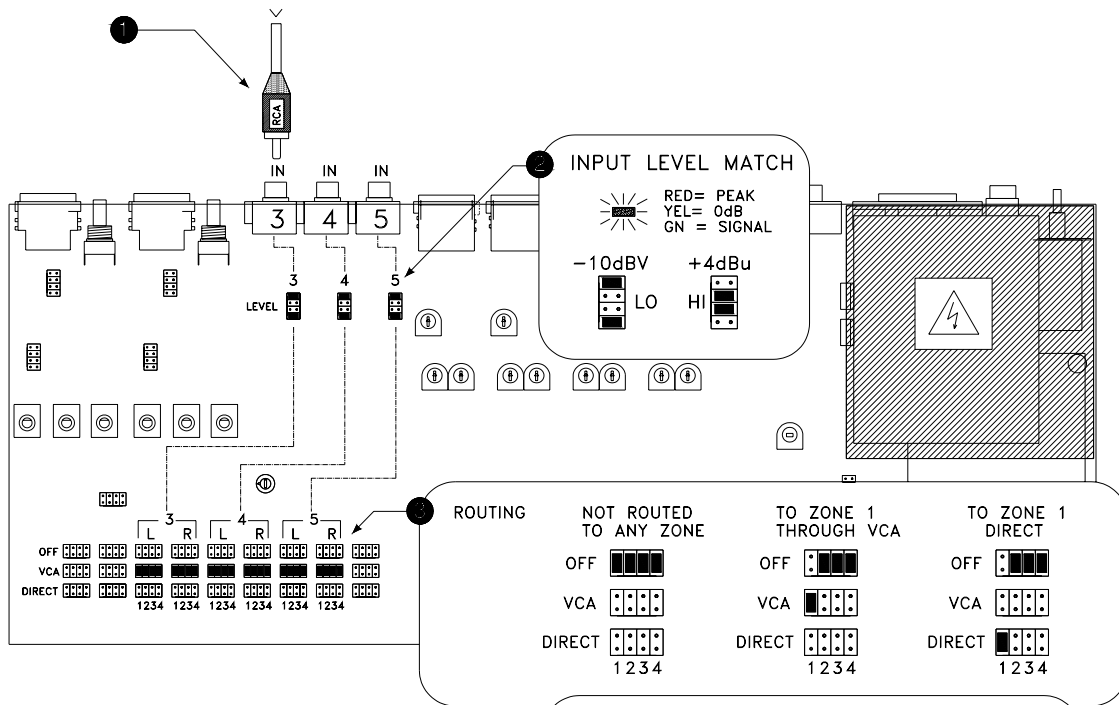 1
RCA
IN IN IN
3 4 5
2 INPUT LEVEL MATCH
RED= PEAK
YEL= 0dB
GN = SIGNAL
-10dBV +4dBu
LO HI
3 4 5
LEVEL
3 4 5
L R L R L R
OFF
VCA
DIRECT
1234 1234 1234 1234 1234 1234
3 ROUTING
NOT ROUTED
TO ANY ZONE
OFF
VCA
DIRECT
1234
TO ZONE 1
THROUGH VCA
OFF
VCA
DIRECT
1234
TO ZONE 1
DIRECT
OFF
VCA
DIRECT
1234